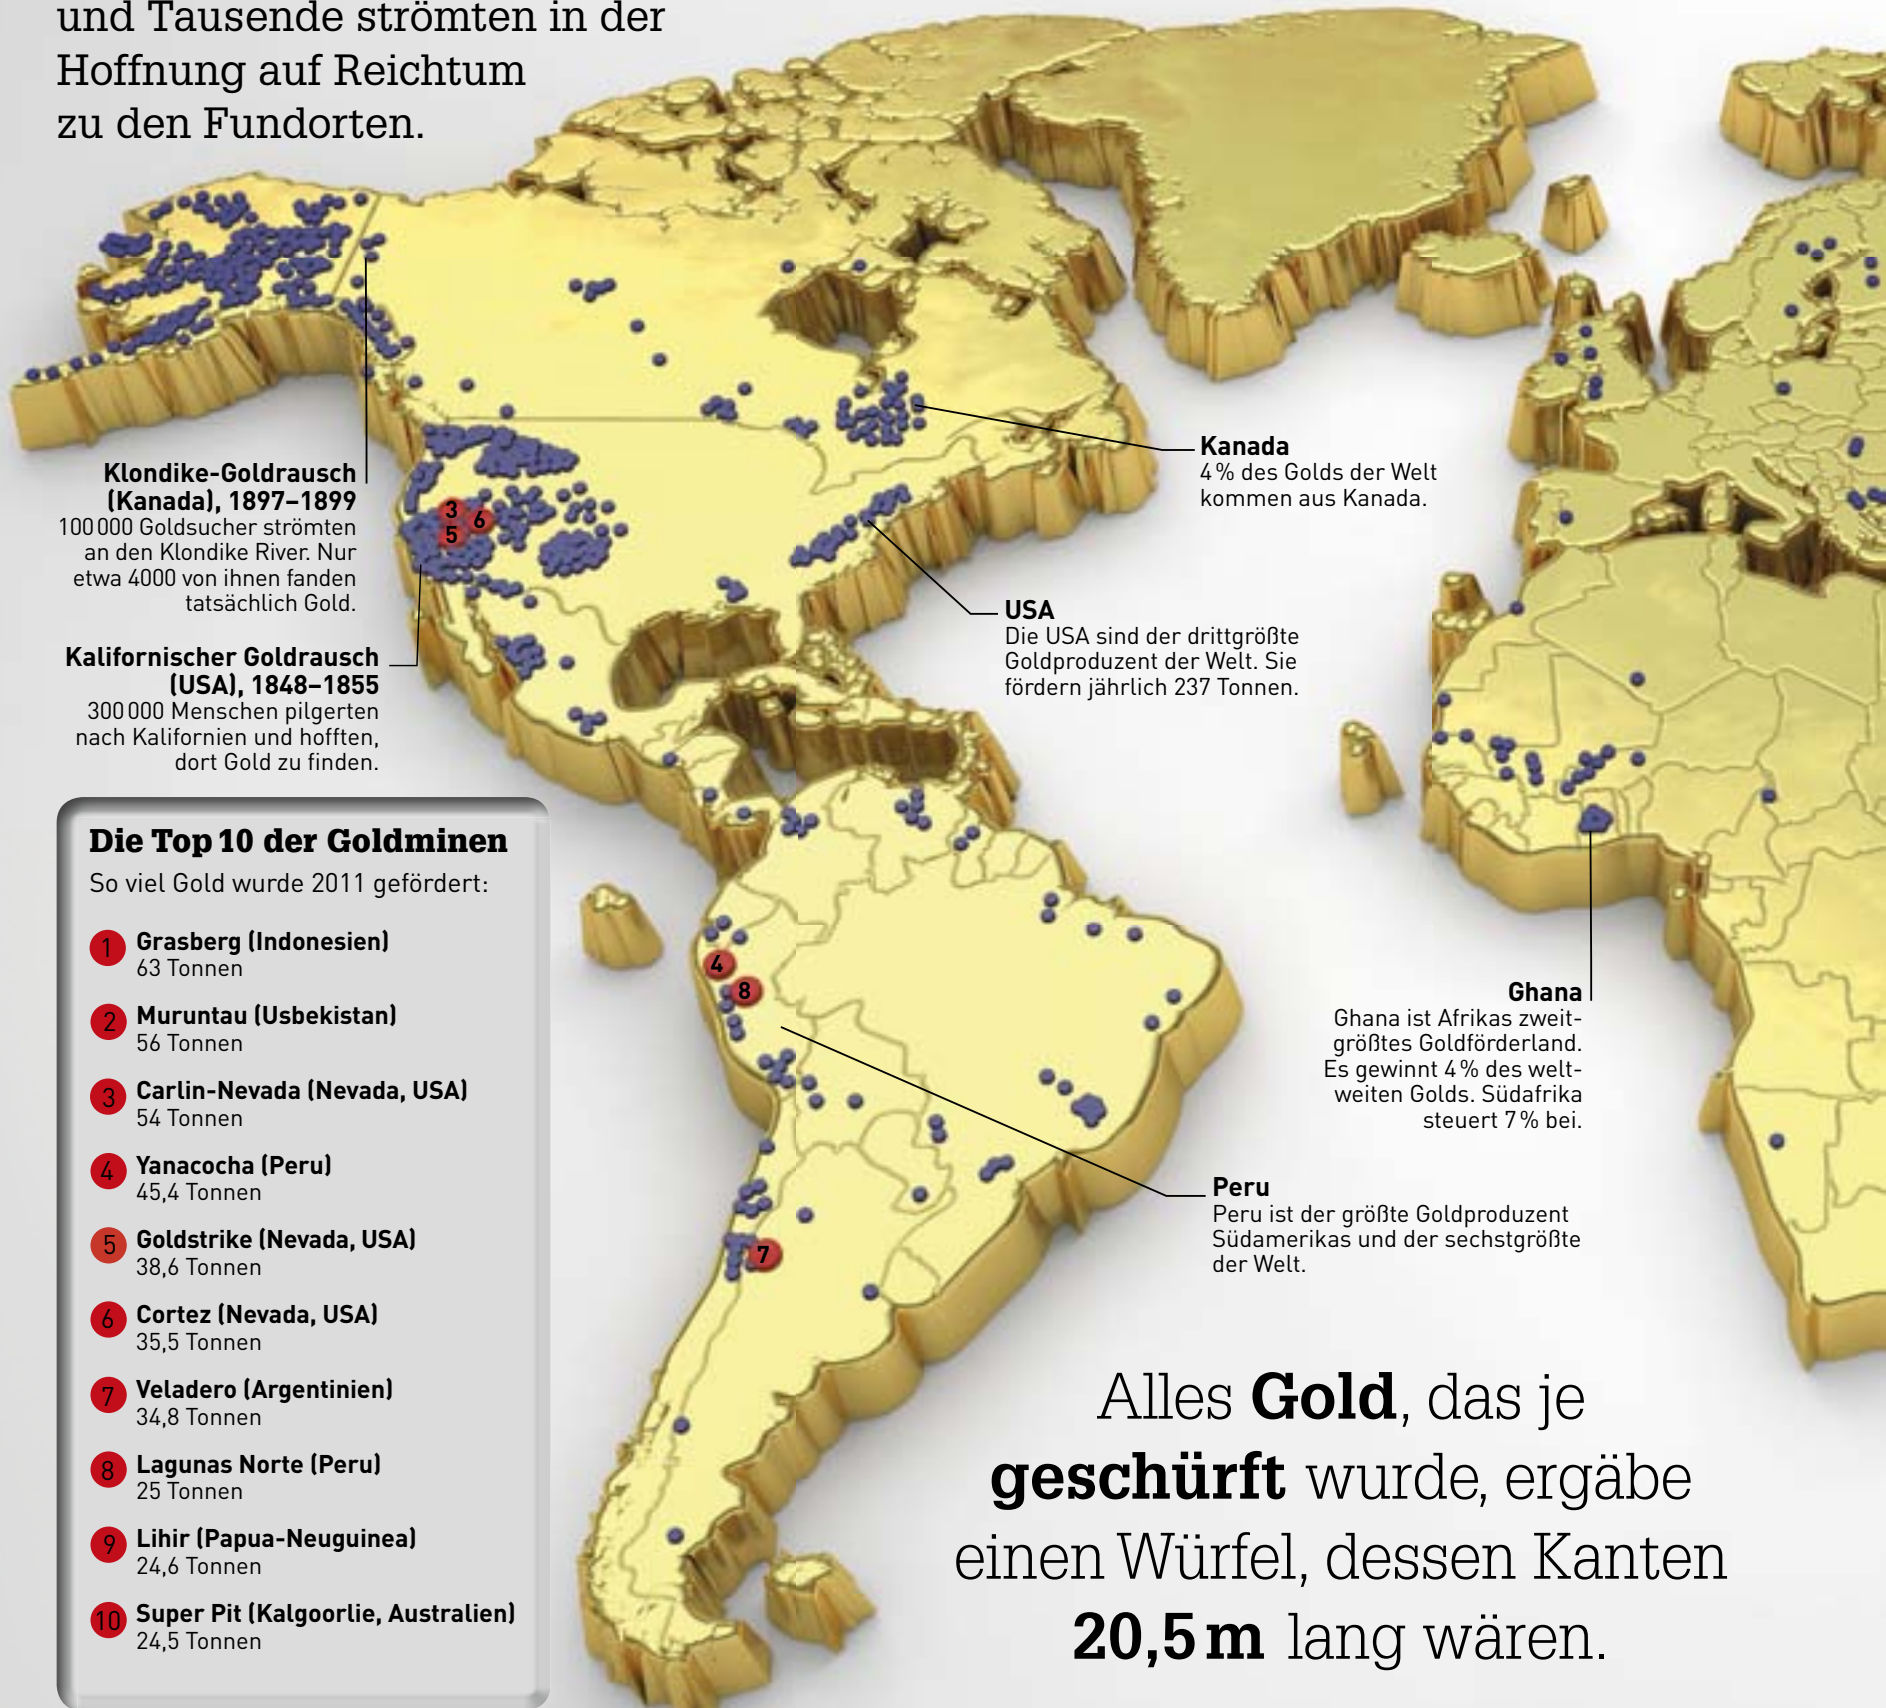 und Tausende strömten in der
Hoffnung auf Reichtum
zu den Fundorten.
Klondike-Goldrausch
(Kanada), 1897–1899
100 000 Goldsucher strömten
an den Klondike River. Nur
etwa 4000 von ihnen fanden
tatsächlich Gold.
Kalifornischer Goldrausch
(USA), 1848–1855
300 000 Menschen pilgerten
nach Kalifornien und hofften,
dort Gold zu finden.
3
6
5
Kanada
4 % des Golds der Welt
kommen aus Kanada.
USA
Die USA sind der drittgrößte
Goldproduzent der Welt. Sie
fördern jährlich 237 Tonnen.
Die Top 10 der Goldminen
So viel Gold wurde 2011 gefördert:
1 Grasberg (Indonesien)
63 Tonnen
2 Muruntau (Usbekistan)
56 Tonnen
3 Carlin-Nevada (Nevada, USA)
54 Tonnen
4 Yanacocha (Peru)
45,4 Tonnen
5 Goldstrike (Nevada, USA)
38,6 Tonnen
6 Cortez (Nevada, USA)
35,5 Tonnen
7 Veladero (Argentinien)
34,8 Tonnen
8 Lagunas Norte (Peru)
25 Tonnen
9 Lihir (Papua-Neuguinea)
24,6 Tonnen
10 Super Pit (Kalgoorlie, Australien)
24,5 Tonnen
4
8
7
Ghana
Ghana ist Afrikas zweit-
größtes Goldförderland.
Es gewinnt 4 % des welt-
weiten Golds. Südafrika
steuert 7 % bei.
Peru
Peru ist der größte Goldproduzent
Südamerikas und der sechstgrößte
der Welt.
Alles Gold, das je
geschürft wurde, ergäbe
einen Würfel, dessen Kanten
20,5 m lang wären.